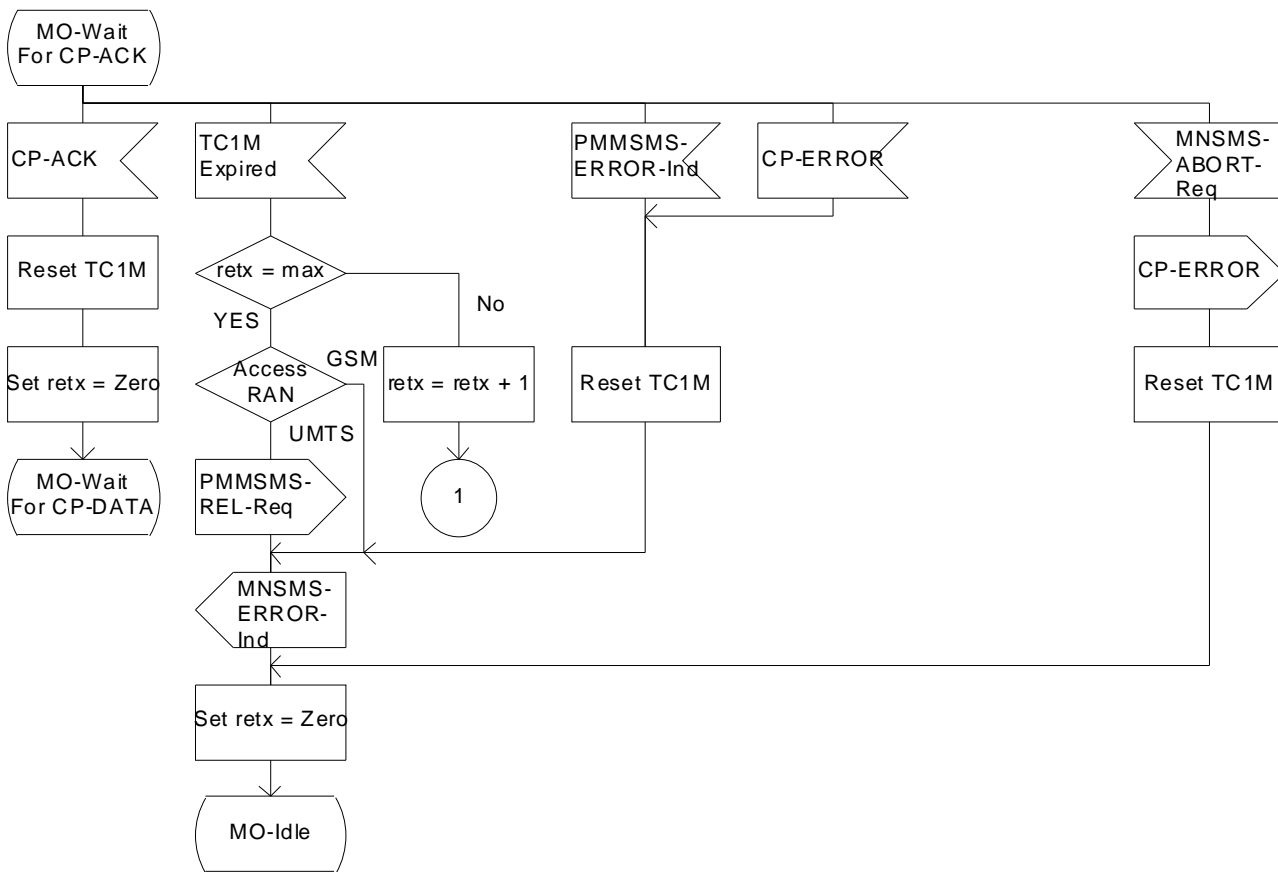 MO-Wait
For CP-ACK
CP-ACK
TC1M
Expired
PMMSMS-
ERROR-Ind
CP-ERROR
MNSMS-
ABORT-
Req
Reset TC1M
retx = max
No
CP-ERROR
YES
Set retx = Zero
Access
RAN
GSM
retx = retx + 1
Reset TC1M
Reset TC1M
UMTS
MO-Wait
For CP-DATA
PMMSMS-
REL-Req
1
MNSMS-
ERROR-
Ind
Set retx = Zero
MO-Idle